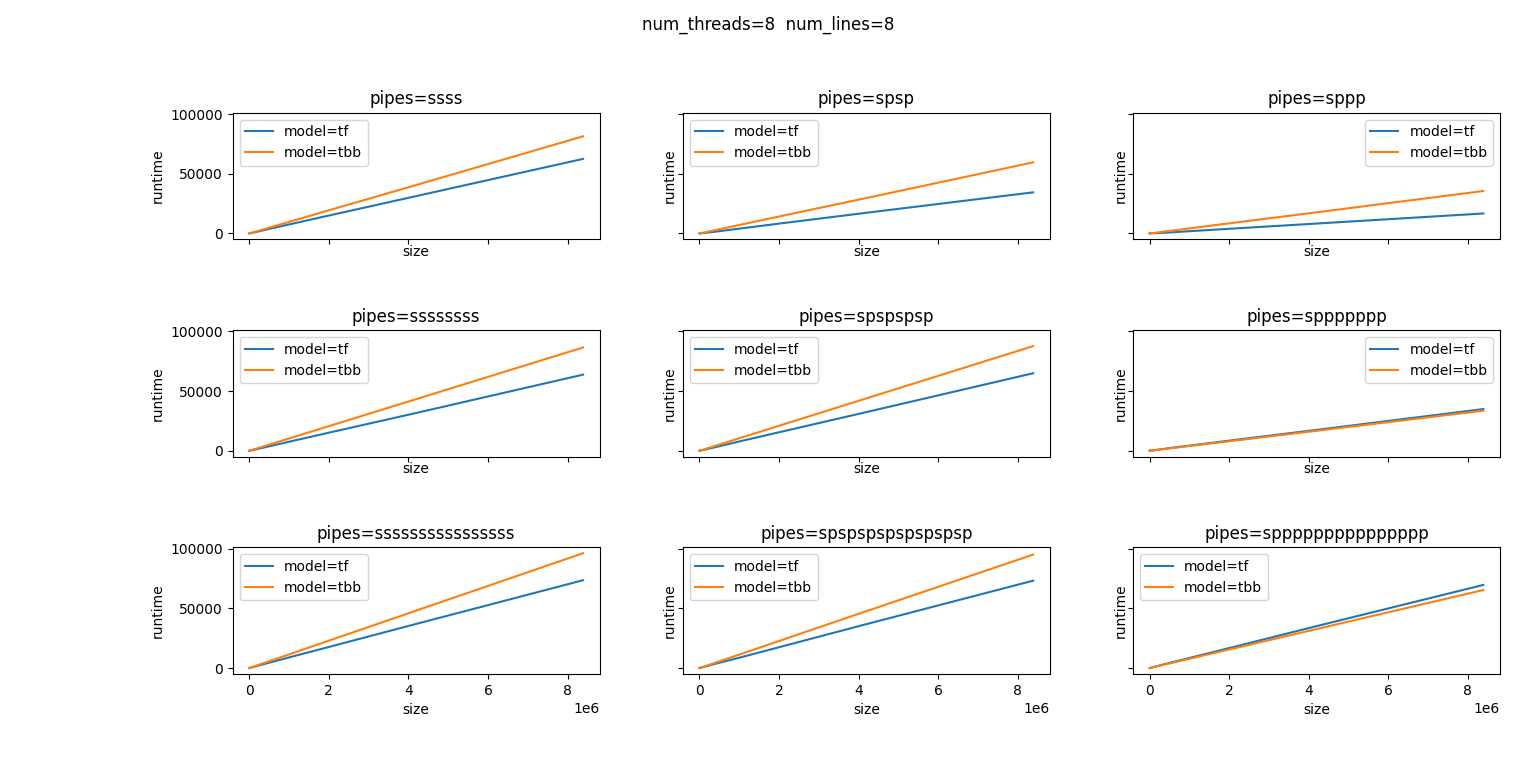 num_threads=8 num_lines=8
pipes=ssss
model=tf
model=tbb
100000
50000
0
runtime
size
pipes=spsp
model=tf
model=tbb
runtime
size
pipes=sppp
model=tf
model=tbb
runtime
size
pipes=ssssssss
model=tf
model=tbb
100000
50000
0
runtime
size
pipes=spspspsp
model=tf
model=tbb
runtime
size
pipes=sppppppp
model=tf
model=tbb
runtime
size
pipes=ssssssssssssssss
model=tf
model=tbb
100000
50000
0
runtime
0 2 4 6 8
size
1e6
pipes=spspspspspspspsp
model=tf
model=tbb
runtime
0 2 4 6 8
size
1e6
pipes=sppppppppppppppp
model=tf
model=tbb
runtime
0 2 4 6 8
size
1e6